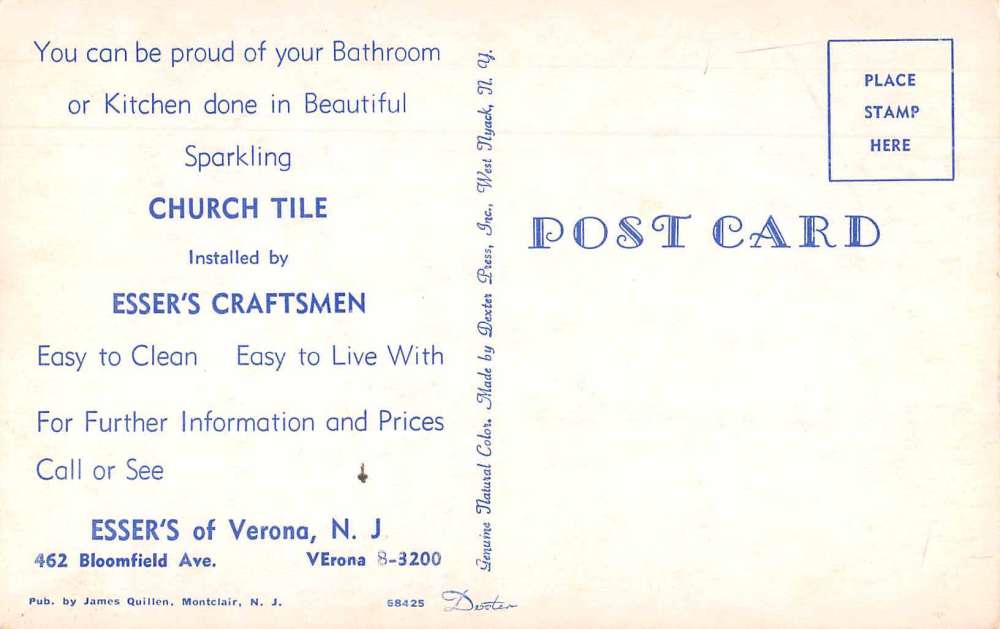 You can be proud of your Bathroom
or Kitchen done in Beautiful
Sparkling
CHURCH TILE
Installed by
ESSER'S CRAFTSMEN
Easy to Clean Easy to Live With
For Further Information and Prices
Call or See
ESSER'S of Verona, N. J
462 Bloomfield Ave. VErona 8-3200
Pub. by James Quillen, Montclair, N. J.
68425 Dexter
Genuine Natural Color. Made by Dexter Press, Inc., West Nyack, N. Y.
PLACE
STAMP
HERE
POST CARD